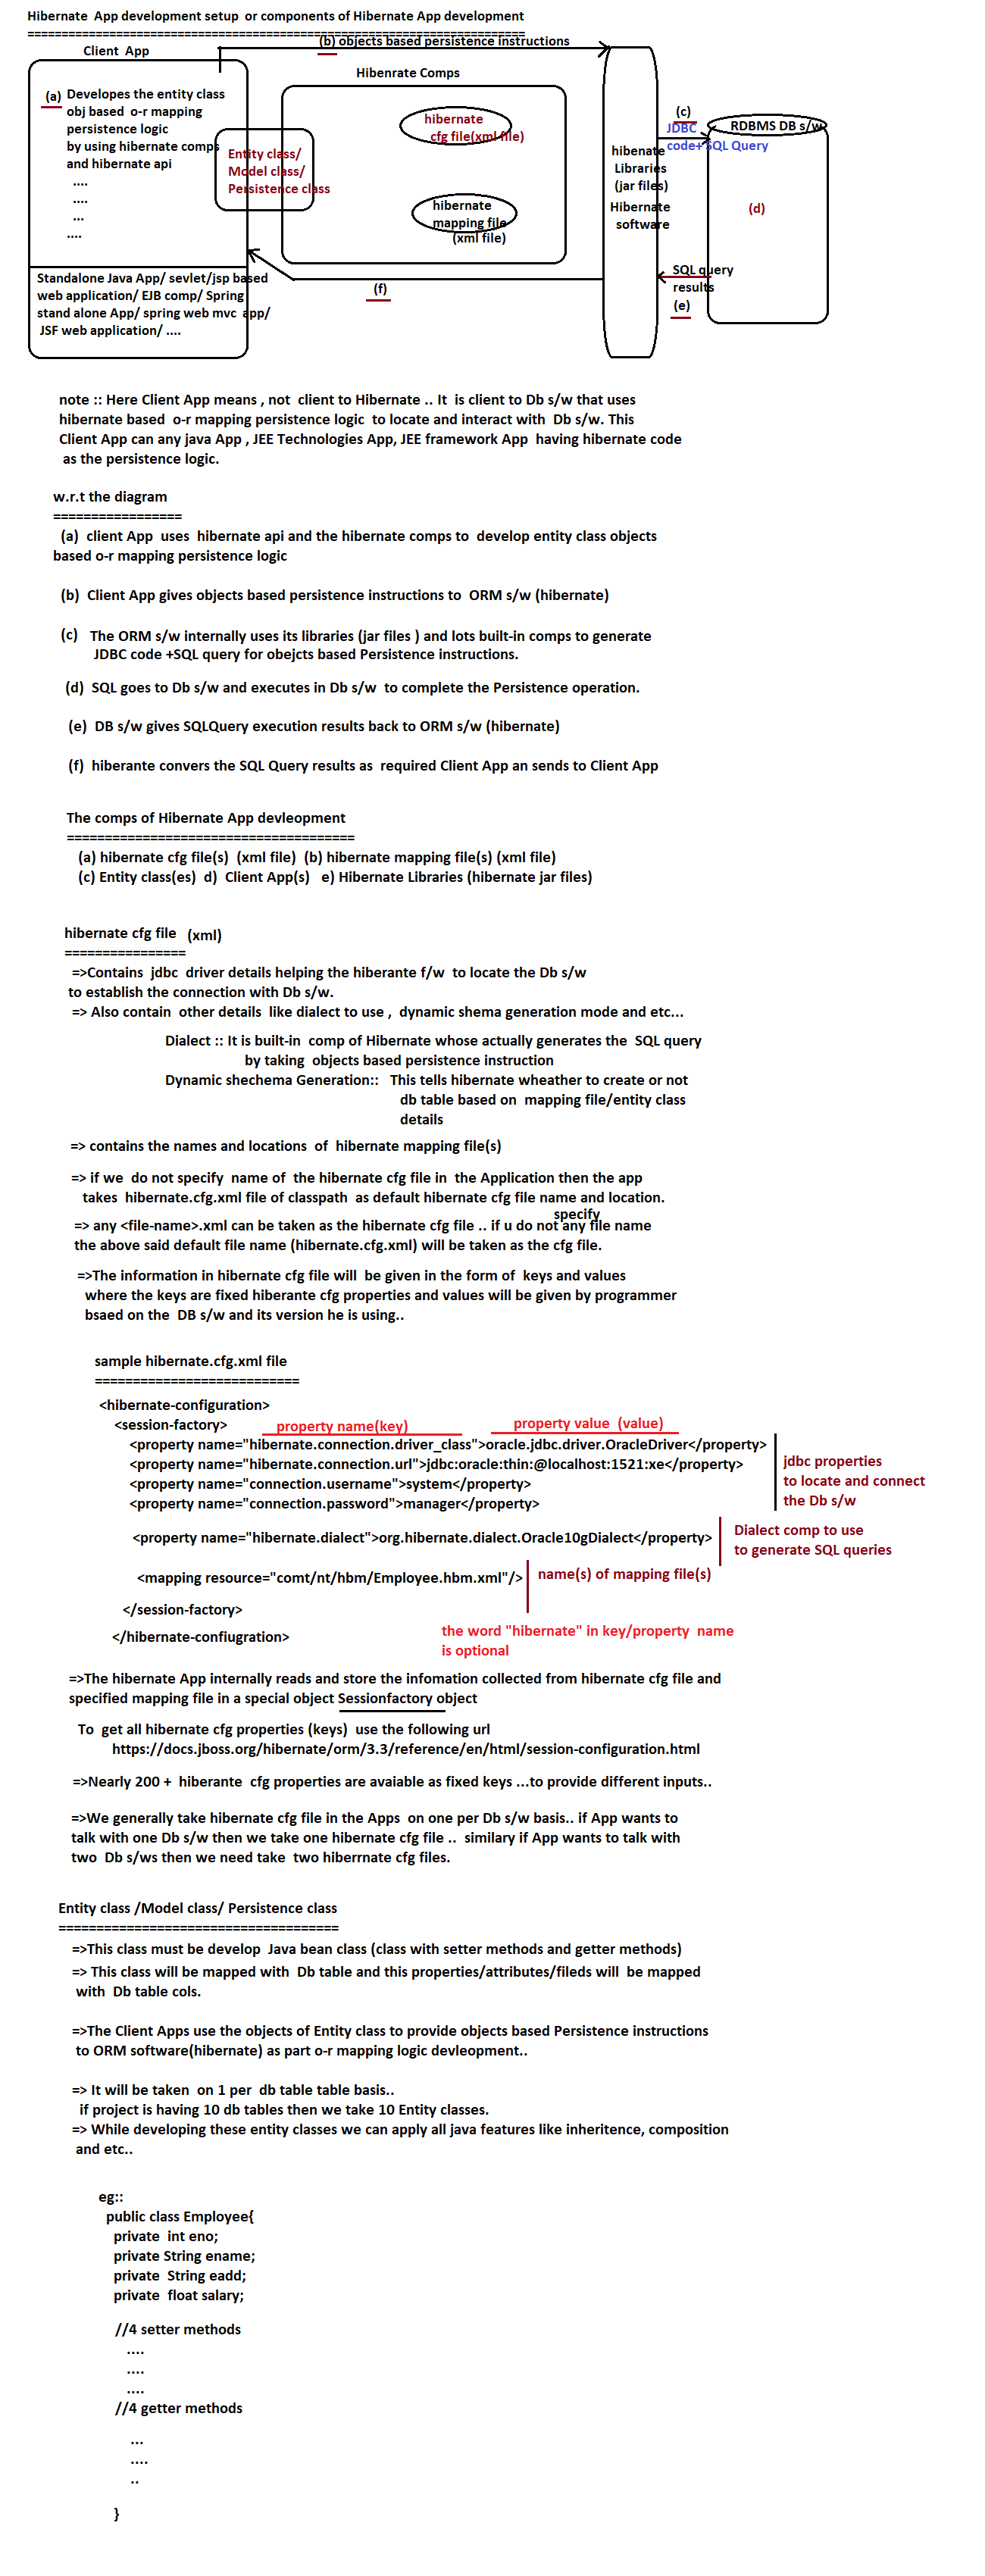 Hibernate  App development setup  or components of Hibernate App development
==================================================================
Client  App
(b) objects based persistence instructions
Hibenrate Comps
(a) Developes the entity class
obj based  o-r mapping
persistence logic
by using hibernate comps
and hibernate api
....
....
...
....
Entity class/
Model class/
Persistence class
hibernate
cfg file(xml file)
hibernate
mapping file
(xml file)
hibenate
Libraries
(jar files)
Hibernate
software
(c)
JDBC
code+ SQL Query
RDBMS DB s/w
(d)
SQL query
results
(e)
(f)
Standalone Java App/ sevlet/jsp based
web application/ EJB comp/ Spring
stand alone App/ spring web mvc  app/
JSF web application/ ....
note :: Here Client App means , not  client to Hibernate .. It  is client to Db s/w that uses
hibernate based  o-r mapping persistence logic  to locate and interact with  Db s/w. This
Client App can any java App , JEE Technologies App, JEE framework App  having hibernate code
as the persistence logic.
w.r.t the diagram
=================
(a)  client App  uses  hibernate api and the hibernate comps to  develop entity class objects
based o-r mapping persistence logic
(b)  Client App gives objects based persistence instructions to  ORM s/w (hibernate)
(c)   The ORM s/w internally uses its libraries (jar files ) and lots built-in comps to generate
JDBC code +SQL query for obejcts based Persistence instructions.
(d)  SQL goes to Db s/w and executes in Db s/w  to complete the Persistence operation.
(e)  DB s/w gives SQLQuery execution results back to ORM s/w (hibernate)
(f)  hiberante convers the SQL Query results as  required Client App an sends to Client App
The comps of Hibernate App devleopment
======================================
(a) hibernate cfg file(s)  (xml file)  (b) hibernate mapping file(s) (xml file)
(c) Entity class(es)  d)  Client App(s)   e) Hibernate Libraries (hibernate jar files)
hibernate cfg file   (xml)
================
=>Contains  jdbc  driver details helping the hiberante f/w  to locate the Db s/w
to establish the connection with Db s/w.
=> Also contain  other details  like dialect to use ,  dynamic shema generation mode and etc...
Dialect :: It is built-in  comp of Hibernate whose actually generates the  SQL query
by taking  objects based persistence instruction
Dynamic shechema Generation::   This tells hibernate wheather to create or not
db table based on  mapping file/entity class
details
=> contains the names and locations  of  hibernate mapping file(s)
=> if we  do not specify  name of  the hibernate cfg file in  the Application then the app
takes  hibernate.cfg.xml file of classpath  as default hibernate cfg file name and location.
specify
=> any <file-name>.xml can be taken as the hibernate cfg file .. if u do not any file name
the above said default file name (hibernate.cfg.xml) will be taken as the cfg file.
=>The information in hibernate cfg file will  be given in the form of  keys and values
where the keys are fixed hiberante cfg properties and values will be given by programmer
bsaed on the  DB s/w and its version he is using..
sample hibernate.cfg.xml file
===========================
<hibernate-configuration>
<session-factory>
property name(key)
property value  (value)
<property name="hibernate.connection.driver_class">oracle.jdbc.driver.OracleDriver</property>
<property name="hibernate.connection.url">jdbc:oracle:thin:@localhost:1521:xe</property>
<property name="connection.username">system</property>
<property name="connection.password">manager</property>
jdbc properties
to locate and connect
the Db s/w
<property name="hibernate.dialect">org.hibernate.dialect.Oracle10gDialect</property>
Dialect comp to use
to generate SQL queries
<mapping resource="comt/nt/hbm/Employee.hbm.xml"/>
name(s) of mapping file(s)
</session-factory>
</hibernate-confiugration>
the word "hibernate" in key/property  name
is optional
=>The hibernate App internally reads and store the infomation collected from hibernate cfg file and
specified mapping file in a special object Sessionfactory object
To  get all hibernate cfg properties (keys)  use the following url
https://docs.jboss.org/hibernate/orm/3.3/reference/en/html/session-configuration.html
=>Nearly 200 +  hiberante  cfg properties are avaiable as fixed keys ...to provide different inputs..
=>We generally take hibernate cfg file in the Apps  on one per Db s/w basis.. if App wants to
talk with one Db s/w then we take one hibernate cfg file ..  similary if App wants to talk with
two  Db s/ws then we need take  two hiberrnate cfg files.
Entity class /Model class/ Persistence class
=====================================
=>This class must be develop  Java bean class (class with setter methods and getter methods)
=> This class will be mapped with  Db table and this properties/attributes/fileds will  be mapped
with  Db table cols.
=>The Client Apps use the objects of Entity class to provide objects based Persistence instructions
to ORM software(hibernate) as part o-r mapping logic devleopment..
=> It will be taken  on 1 per  db table table basis..
if project is having 10 db tables then we take 10 Entity classes.
=> While developing these entity classes we can apply all java features like inheritence, composition
and etc..
eg::
public class Employee{
private  int eno;
private String ename;
private  String eadd;
private  float salary;
//4 setter methods
....
....
....
//4 getter methods
...
....
..
}